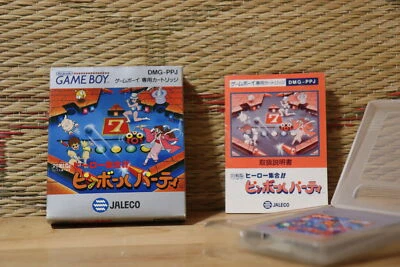 GAME BOY
DMG-PPJ
ゲームボーイ専用カートリッジ
7
ヒーロー集合!!
ピンボール パーティ
JALECO
ゲームボーイ専用カートリッジ
DMG-PPJ
7
取扱説明書
ヒーロー集合!!
ピンボール パーティ
JALECO